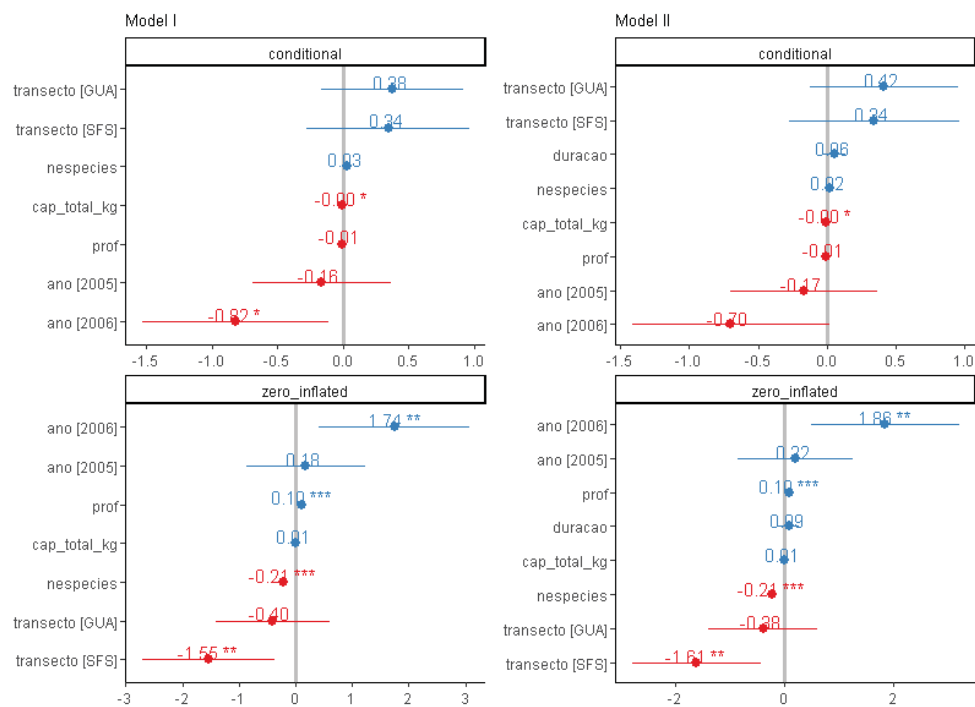 Model I
conditional
transecto [GUA] 0.38
transecto [SFS] 0.34
nespecies 0.03
cap_total_kg -0.00 *
prof -0.01
ano [2005] -0.16
ano [2006] -0.82 *
-1.5 -1.0 -0.5 0.0 0.5 1.0
zero_inflated
ano [2006] 1.74 **
ano [2005] 0.18
prof 0.10 ***
cap_total_kg 0.01
nespecies -0.21 ***
transecto [GUA] -0.40
transecto [SFS] -1.55 **
-3 -2 -1 0 1 2 3
Model II
conditional
transecto [GUA] 0.42
transecto [SFS] 0.34
duracao 0.06
nespecies 0.02
cap_total_kg -0.00 *
prof -0.01
ano [2005] -0.17
ano [2006] -0.70
-1.5 -1.0 -0.5 0.0 0.5 1.0
zero_inflated
ano [2006] 1.86 **
ano [2005] 0.22
prof 0.10 ***
duracao 0.09
cap_total_kg 0.01
nespecies -0.21 ***
transecto [GUA] -0.38
transecto [SFS] -1.61 **
-2 0 2